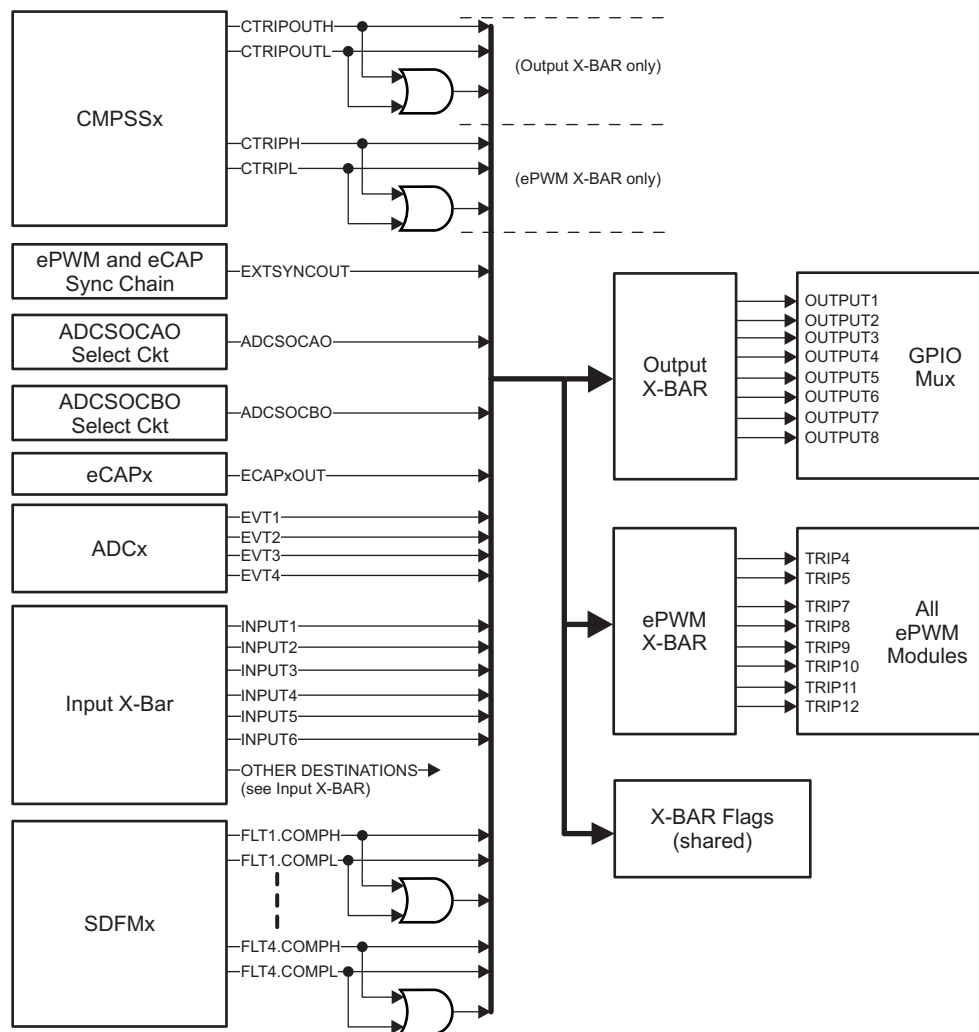 CMPSSx
CTRIPOUTH
CTRIPOUTL
(Output X-BAR only)
CTRIPH
CTRIPL
(ePWM X-BAR only)
ePWM and eCAP
Sync Chain
EXTSYNCOUT
ADCSOCAO
Select Ckt
ADCSOCAO
ADCSOCBO
Select Ckt
ADCSOCBO
eCAPx
ECAPxOUT
ADCx
EVT1
EVT2
EVT3
EVT4
Input X-Bar
INPUT1
INPUT2
INPUT3
INPUT4
INPUT5
INPUT6
OTHER DESTINATIONS
(see Input X-BAR)
SDFMx
FLT1.COMPH
FLT1.COMPL
FLT4.COMPH
FLT4.COMPL
Output
X-BAR
OUTPUT1
OUTPUT2
OUTPUT3
OUTPUT4
OUTPUT5
OUTPUT6
OUTPUT7
OUTPUT8
GPIO
Mux
ePWM
X-BAR
TRIP4
TRIP5
TRIP7
TRIP8
TRIP9
TRIP10
TRIP11
TRIP12
All
ePWM
Modules
X-BAR Flags
(shared)